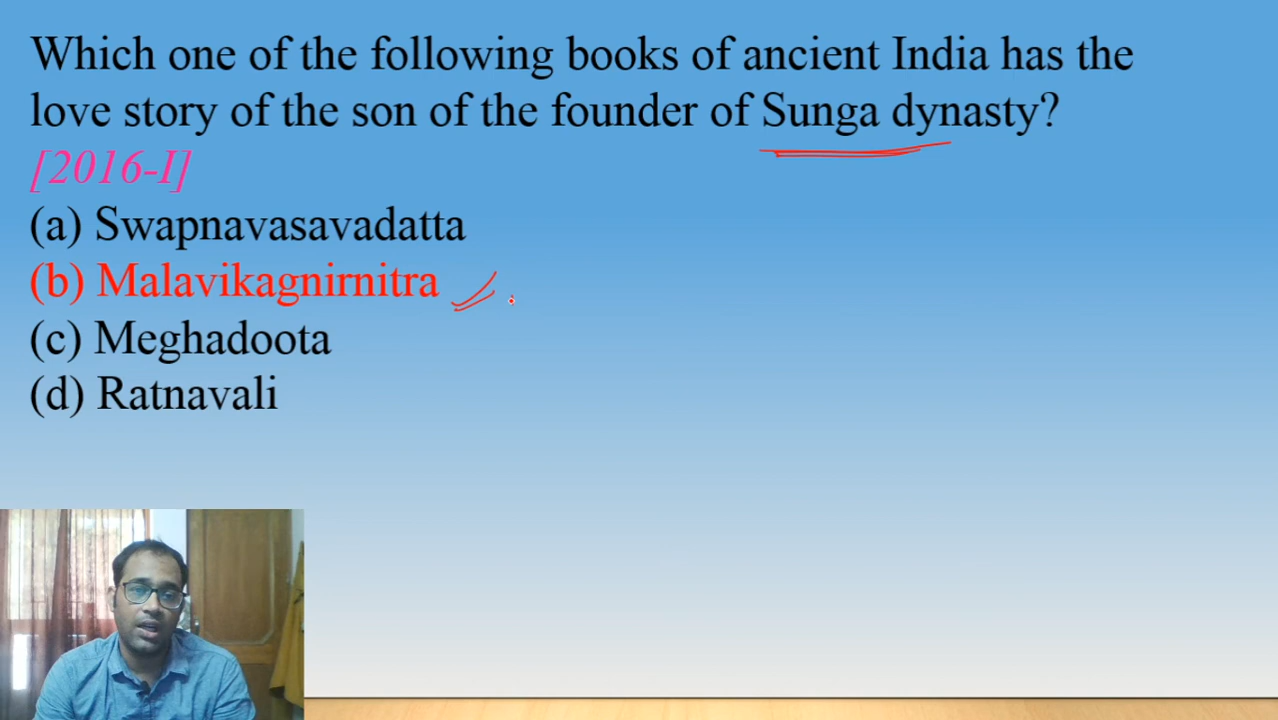 Which one of the following books of ancient India has the
love story of the son of the founder of Sunga dynasty?
[2016-I]
(a) Swapnavasavadatta
(b) Malavikagnirnitra
(c) Meghadoota
(d) Ratnavali